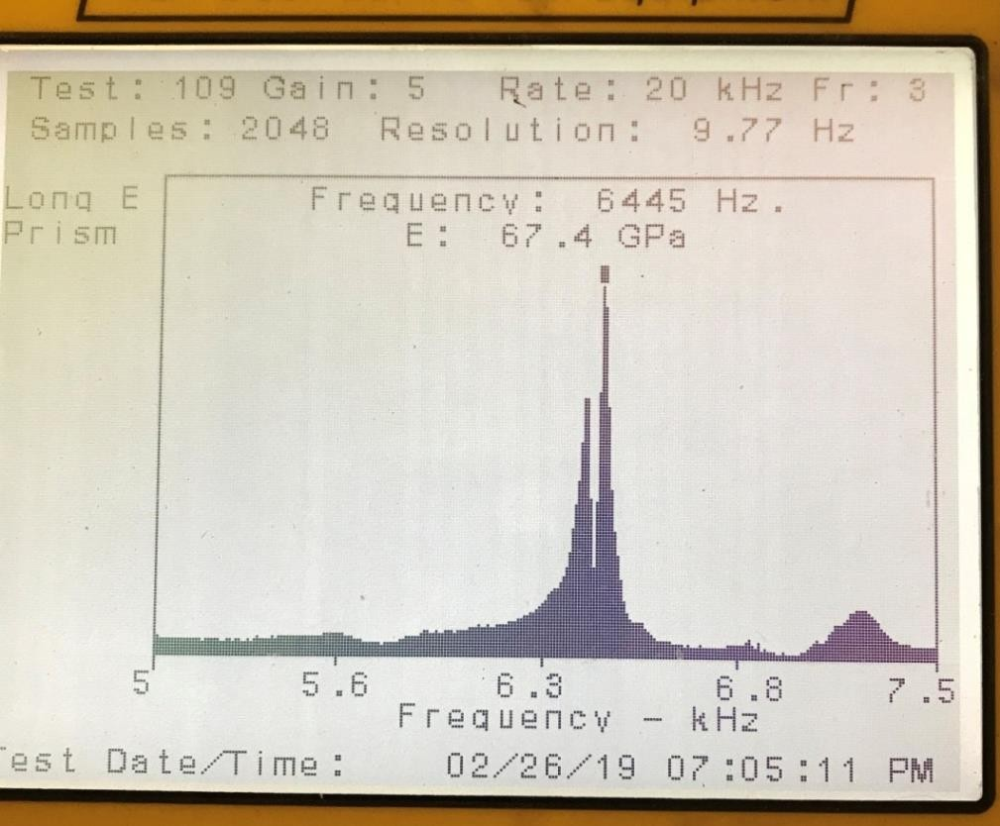 Test: 109 Gain: 5 Rate: 20 kHz Fr: 3
Samples: 2048 Resolution: 9.77 Hz
Long E
Prism
Frequency: 6445 Hz.
E: 67.4 GPa
5 5.6 6.3 6.8 7.5
Frequency - kHz
Test Date/Time: 02/26/19 07:05:11 PM